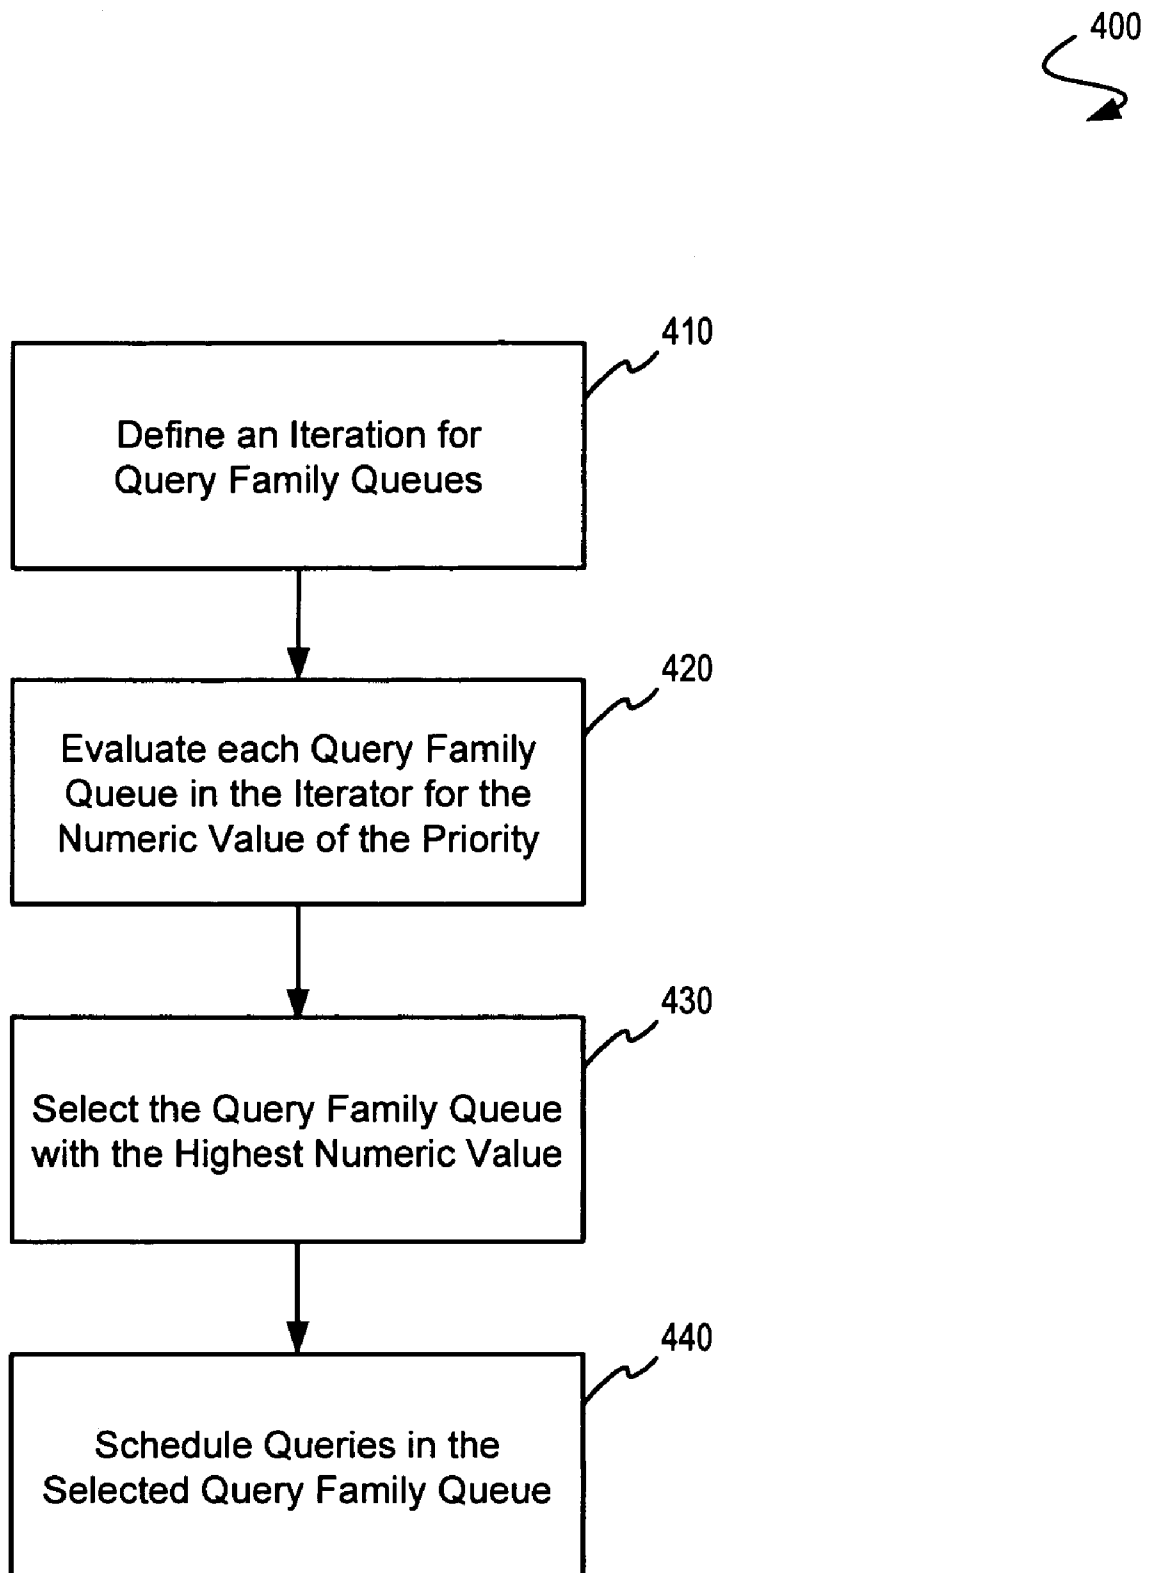 400
410
Define an Iteration for
Query Family Queues
420
Evaluate each Query Family
Queue in the Iterator for the
Numeric Value of the Priority
430
Select the Query Family Queue
with the Highest Numeric Value
440
Schedule Queries in the
Selected Query Family Queue